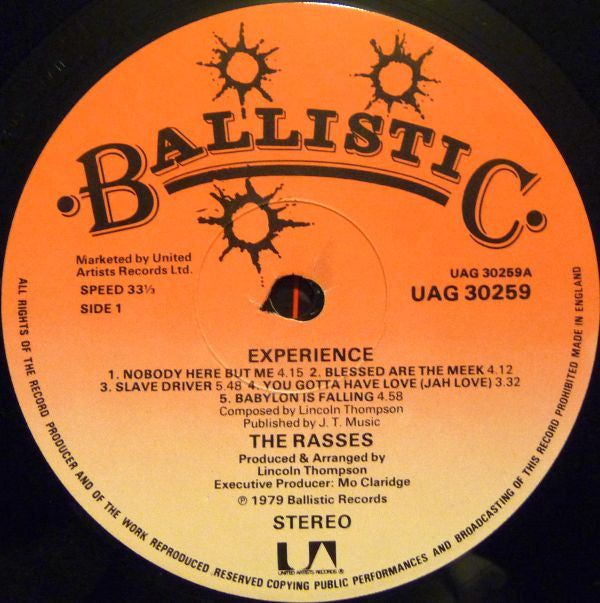 BALLISTIC
Marketed by United
Artists Records Ltd.
SPEED 33⅓
SIDE 1
UAG 30259A
UAG 30259
EXPERIENCE
1. NOBODY HERE BUT ME 4.15 2. BLESSED ARE THE MEEK 4.12
3. SLAVE DRIVER 5.48 4. YOU GOTTA HAVE LOVE (JAH LOVE) 3.32
5. BABYLON IS FALLING 4.58
Composed by Lincoln Thompson
Published by J. T. Music
THE RASSES
Produced & Arranged by
Lincoln Thompson
Executive Producer: Mo Claridge
℗ 1979 Ballistic Records
STEREO
UA
UNITED ARTISTS RECORDS ®
ALL RIGHTS OF THE RECORD PRODUCER AND OF THE WORK REPRODUCED RESERVED COPYING PUBLIC PERFORMANCES AND BROADCASTING OF THIS RECORD PROHIBITED MADE IN ENGLAND